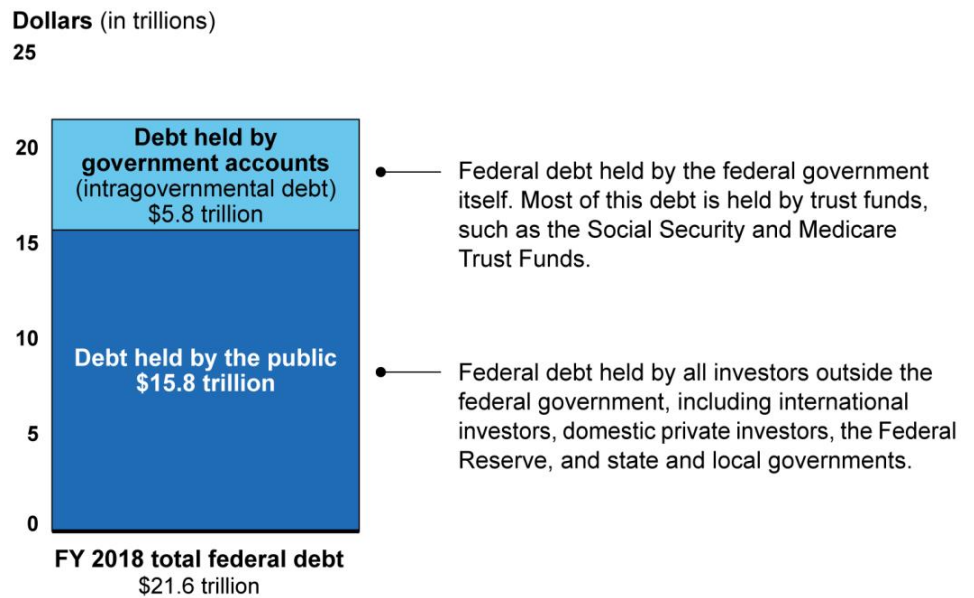 Dollars (in trillions)
25
20
15
10
5
0
Debt held by
government accounts
(intragovernmental debt)
$5.8 trillion
Federal debt held by the federal government
itself. Most of this debt is held by trust funds,
such as the Social Security and Medicare
Trust Funds.
Debt held by the public
$15.8 trillion
Federal debt held by all investors outside the
federal government, including international
investors, domestic private investors, the Federal
Reserve, and state and local governments.
FY 2018 total federal debt
$21.6 trillion